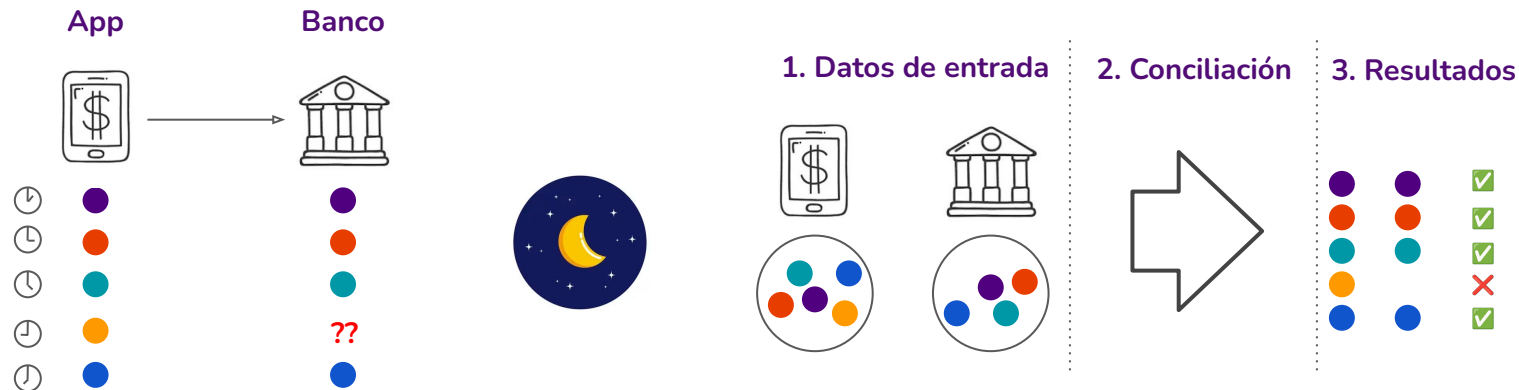 App
Banco
??
1. Datos de entrada
2. Conciliación
3. Resultados
$
$